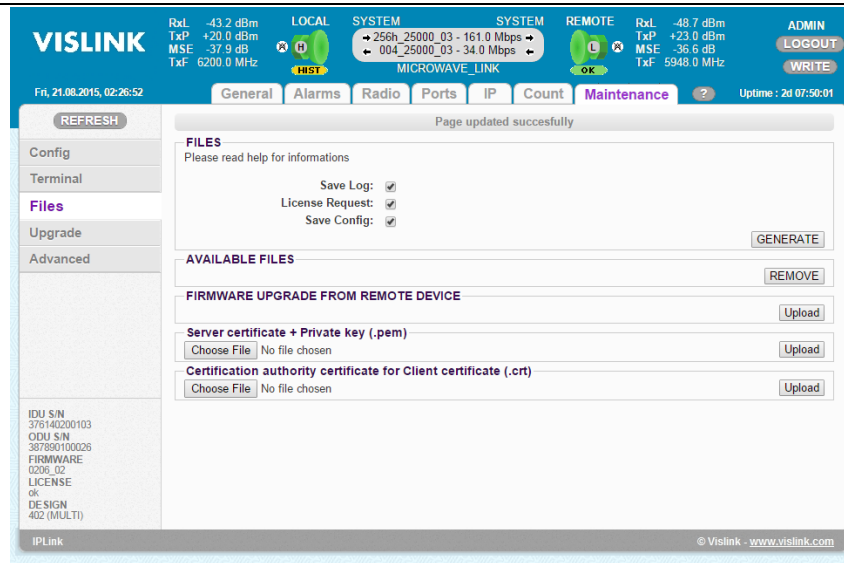 VISLINK
RxL -43.2 dBm
TxP +20.0 dBm
MSE -37.9 dB
TxF 6200.0 MHz
LOCAL
H
HIST
SYSTEM SYSTEM
→ 256h_25000_03 - 161.0 Mbps →
← 004_25000_03 - 34.0 Mbps ←
MICROWAVE_LINK
REMOTE
L
OK
RxL -48.7 dBm
TxP +23.0 dBm
MSE -36.6 dB
TxF 5948.0 MHz
ADMIN
LOGOUT
WRITE
Fri, 21.08.2015, 02:26:52
General Alarms Radio Ports IP Count Maintenance ?
Uptime : 2d 07:50:01
REFRESH
Config
Terminal
Files
Upgrade
Advanced
IDU S/N
376140200103
ODU S/N
387890100026
FIRMWARE
0206_02
LICENSE
ok
DESIGN
402 (MULTI)
Page updated succesfully
FILES
Please read help for informations
Save Log:
License Request:
Save Config:
GENERATE
AVAILABLE FILES
REMOVE
FIRMWARE UPGRADE FROM REMOTE DEVICE
Upload
Server certificate + Private key (.pem)
Choose File No file chosen Upload
Certification authority certificate for Client certificate (.crt)
Choose File No file chosen Upload
IPLink
© Vislink - www.vislink.com